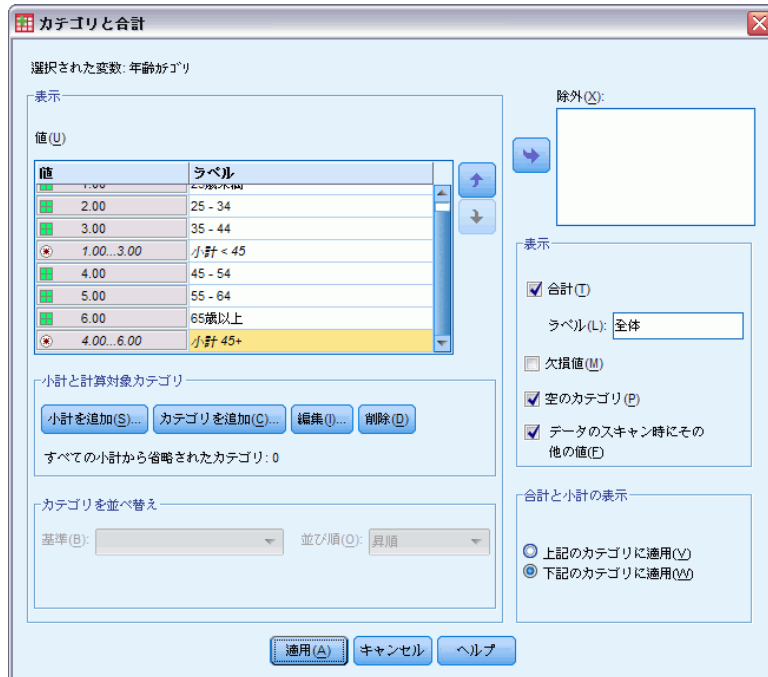 カテゴリと合計
選択された変数: 年齢カテゴリ
表示
値(U)
値 ラベル
1.00 25歳未満
2.00 25 - 34
3.00 35 - 44
1.00...3.00 小計 < 45
4.00 45 - 54
5.00 55 - 64
6.00 65歳以上
4.00...6.00 小計 45+
小計と計算対象カテゴリ
小計を追加(S)... カテゴリを追加(C)... 編集(I)... 削除(D)
すべての小計から省略されたカテゴリ: 0
カテゴリを並べ替え
基準(B): 並び順(O): 昇順
除外(X):
表示
合計(T)
ラベル(L): 全体
欠損値(M)
空のカテゴリ(P)
データのスキャン時にその
他の値(F)
合計と小計の表示
上記のカテゴリに適用(V)
下記のカテゴリに適用(W)
適用(A) キャンセル ヘルプ